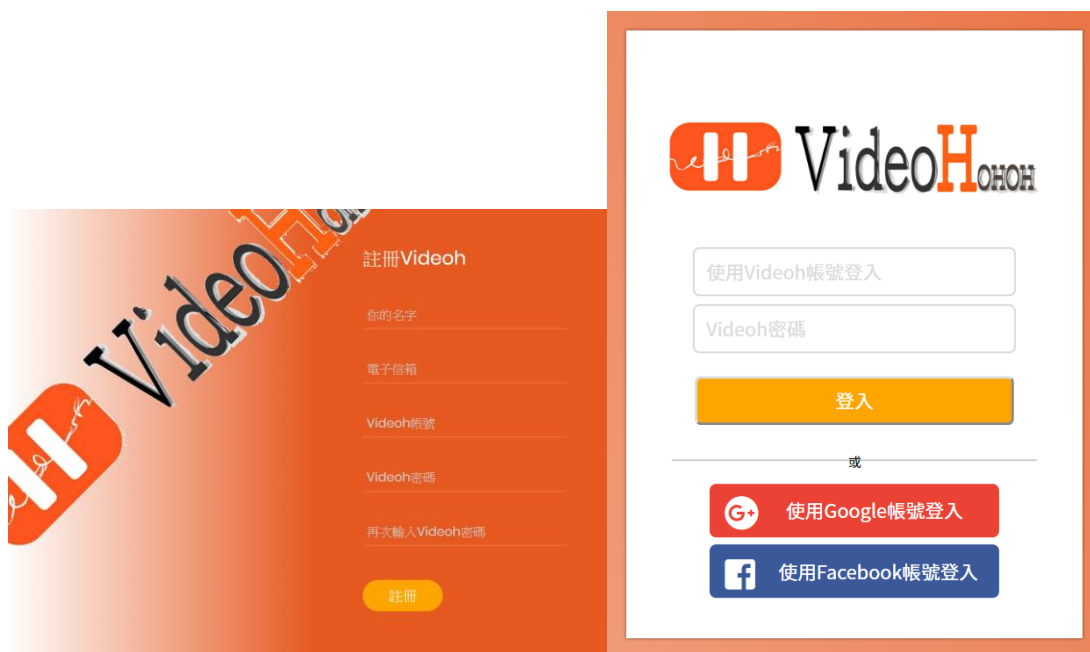 VideoHOHOH
註冊Videoh
你的名字
電子信箱
Videoh帳號
Videoh密碼
再次輸入Videoh密碼
註冊
H VideoHOHOH
使用Videoh帳號登入
Videoh密碼
登入
或
G+ 使用Google帳號登入
f 使用Facebook帳號登入